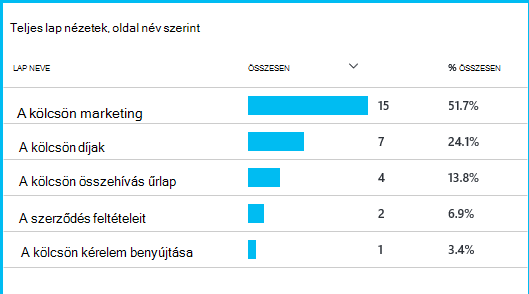 Teljes lap nézetek, oldal név szerint
LAP NEVE ÖSSZESEN % ÖSSZESEN
A kölcsön marketing 15 51.7%
A kölcsön díjak 7 24.1%
A kölcsön összehívás űrlap 4 13.8%
A szerződés feltételeit 2 6.9%
A kölcsön kérelem benyújtása 1 3.4%